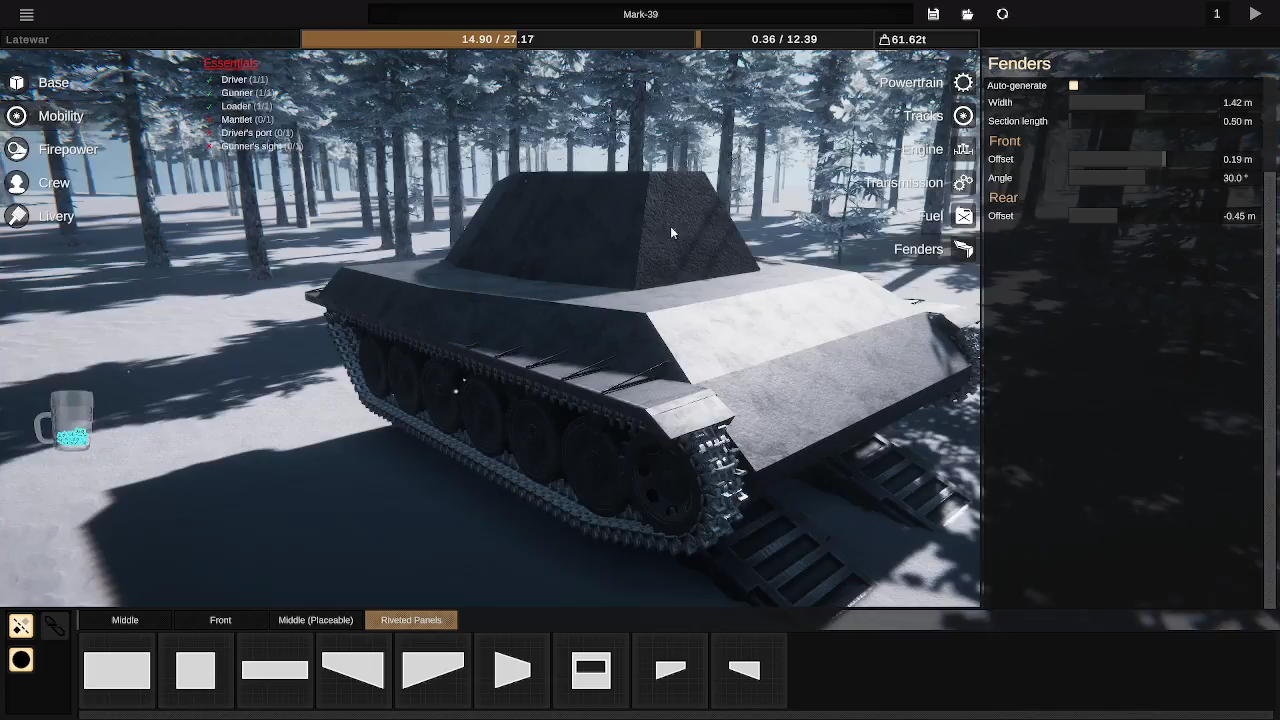 Mark-39
1
Latewar
14.90 / 27.17
0.36 / 12.39
61.62t
Essentials
Driver (1/1)
Gunner (1/1)
Loader (1/1)
Mantlet (0/1)
Driver's port (0/1)
Gunner's sight (0/1)
Base
Mobility
Firepower
Crew
Livery
Powertrain
Tracks
Engine
Transmission
Fuel
Fenders
Fenders
Auto-generate
Width 1.42 m
Section length 0.50 m
Front
Offset 0.19 m
Angle 30.0 °
Rear
Offset -0.45 m
Middle
Front
Middle (Placeable)
Riveted Panels